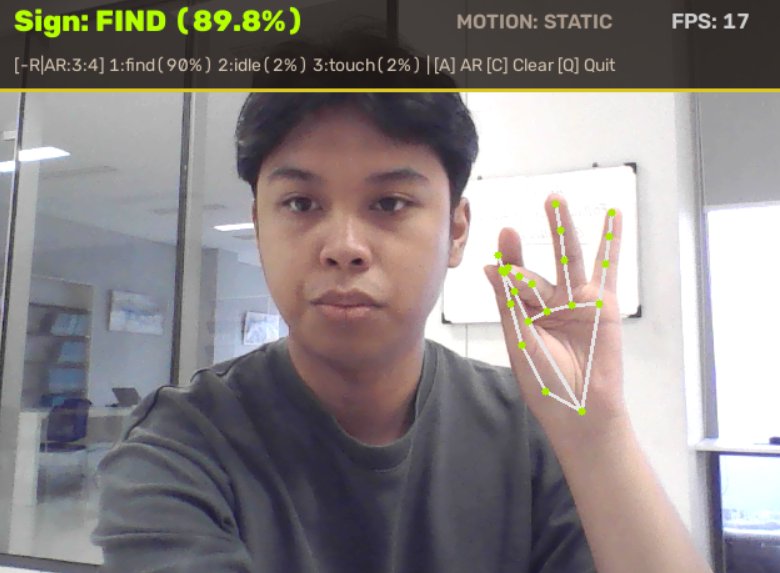 Sign: FIND (89.8%) MOTION: STATIC FPS: 17
[-R|AR:3:4] 1:find(90%) 2:idle(2%) 3:touch(2%) | [A] AR [C] Clear [Q] Quit